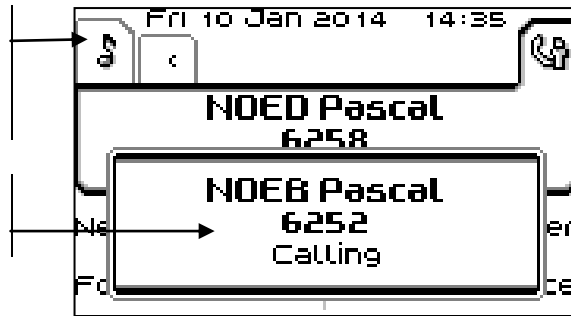 Fri 10 Jan 2014 14:35
NOED Pascal
6258
NOEB Pascal
6252
Calling